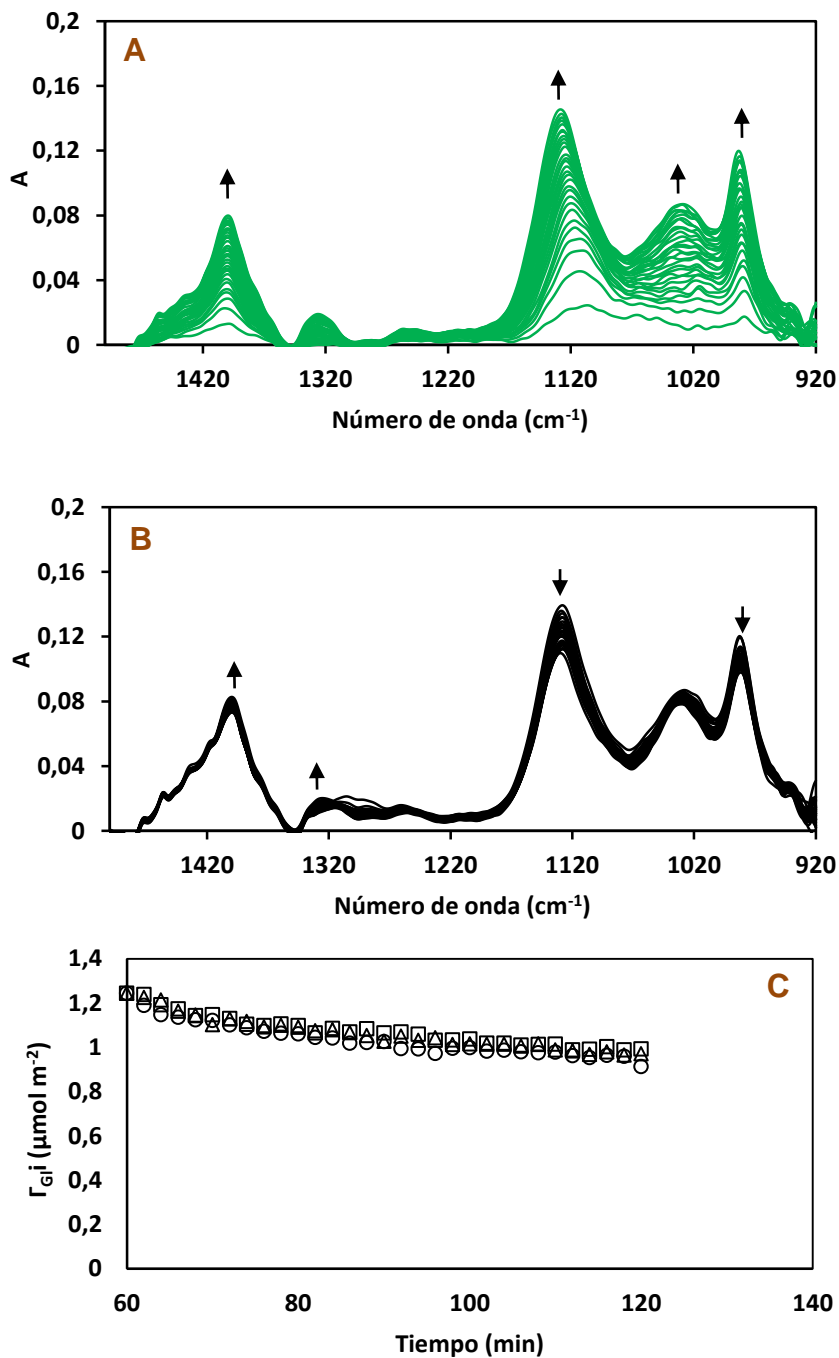 A
0,2
0,16
0,12
0,08
0,04
0
A
1420 1320 1220 1120 1020 920
Número de onda (cm-1)
B
0,2
0,16
0,12
0,08
0,04
0
A
1420 1320 1220 1120 1020 920
Número de onda (cm-1)
C
1,4
1,2
1
0,8
0,6
0,4
0,2
0
ΓGli (µmol m-2)
60 80 100 120 140
Tiempo (min)